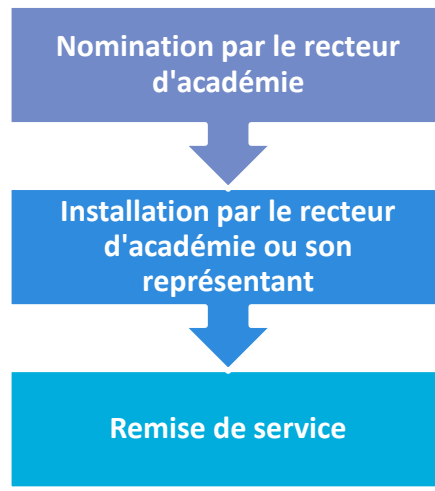 Nomination par le recteur
d'académie
Installation par le recteur
d'académie ou son
représentant
Remise de service